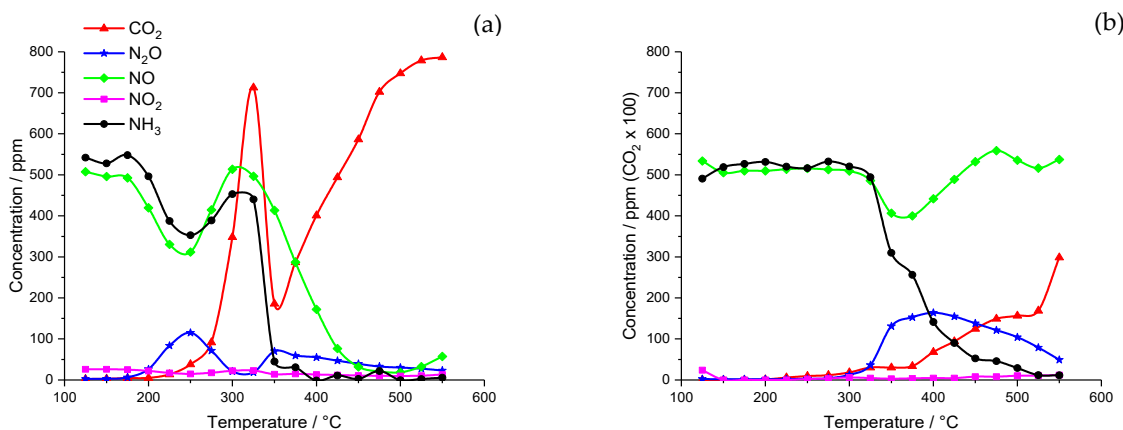 (a)
CO₂
N₂O
NO
NO₂
NH₃
800
700
600
500
400
300
200
100
0
Concentration / ppm
100 200 300 400 500 600
Temperature / °C
(b)
800
700
600
500
400
300
200
100
0
Concentration / ppm (CO₂ x 100)
100 200 300 400 500 600
Temperature / °C